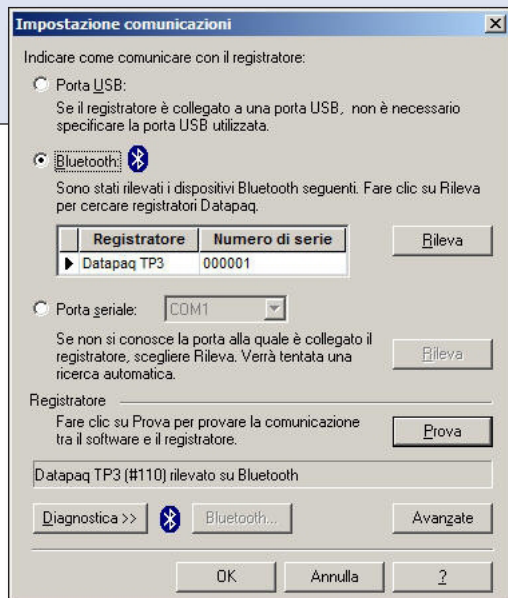 Impostazione comunicazioni
Indicare come comunicare con il registratore:
Porta USB:
Se il registratore è collegato a una porta USB, non è necessario
specificare la porta USB utilizzata.
Bluetooth:
Sono stati rilevati i dispositivi Bluetooth seguenti. Fare clic su Rileva
per cercare registratori Datapaq.
Registratore Numero di serie
Datapaq TP3 000001
Rileva
Porta seriale: COM1
Se non si conosce la porta alla quale è collegato il
registratore, scegliere Rileva. Verrà tentata una
ricerca automatica.
Rileva
Registratore
Fare clic su Prova per provare la comunicazione
tra il software e il registratore.
Prova
Datapaq TP3 (#110) rilevato su Bluetooth
Diagnostica >> Bluetooth... Avanzate
OK Annulla ?